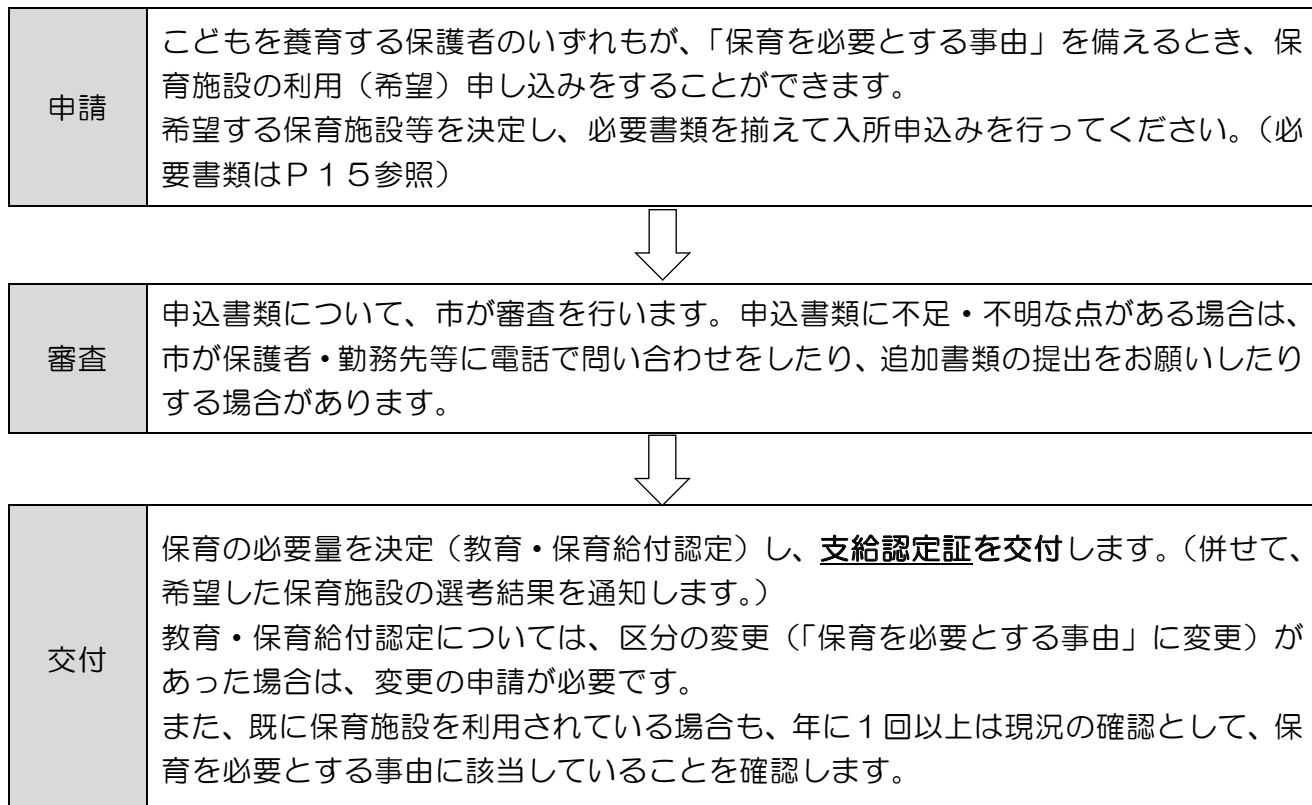 申請
こどもを養育する保護者のいずれもが、「保育を必要とする事由」を備えるとき、保
育施設の利用（希望）申し込みをすることができます。
希望する保育施設等を決定し、必要書類を揃えて入所申込みを行ってください。（必
要書類はＰ１５参照）
審査
申込書類について、市が審査を行います。申込書類に不足・不明な点がある場合は、
市が保護者・勤務先等に電話で問い合わせをしたり、追加書類の提出をお願いしたり
する場合があります。
交付
保育の必要量を決定（教育・保育給付認定）し、支給認定証を交付します。（併せて、
希望した保育施設の選考結果を通知します。）
教育・保育給付認定については、区分の変更（「保育を必要とする事由」に変更）が
あった場合は、変更の申請が必要です。
また、既に保育施設を利用されている場合も、年に１回以上は現況の確認として、保
育を必要とする事由に該当していることを確認します。